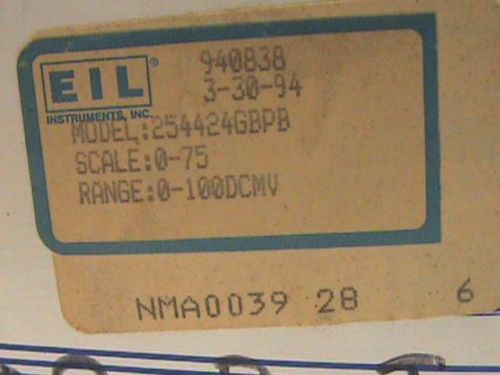 940838
EIL®
3-30-94
INSTRUMENTS, INC.
MODEL:254424GBPB
SCALE:0-75
RANGE:0-100DCMV
NMA0039 28 6